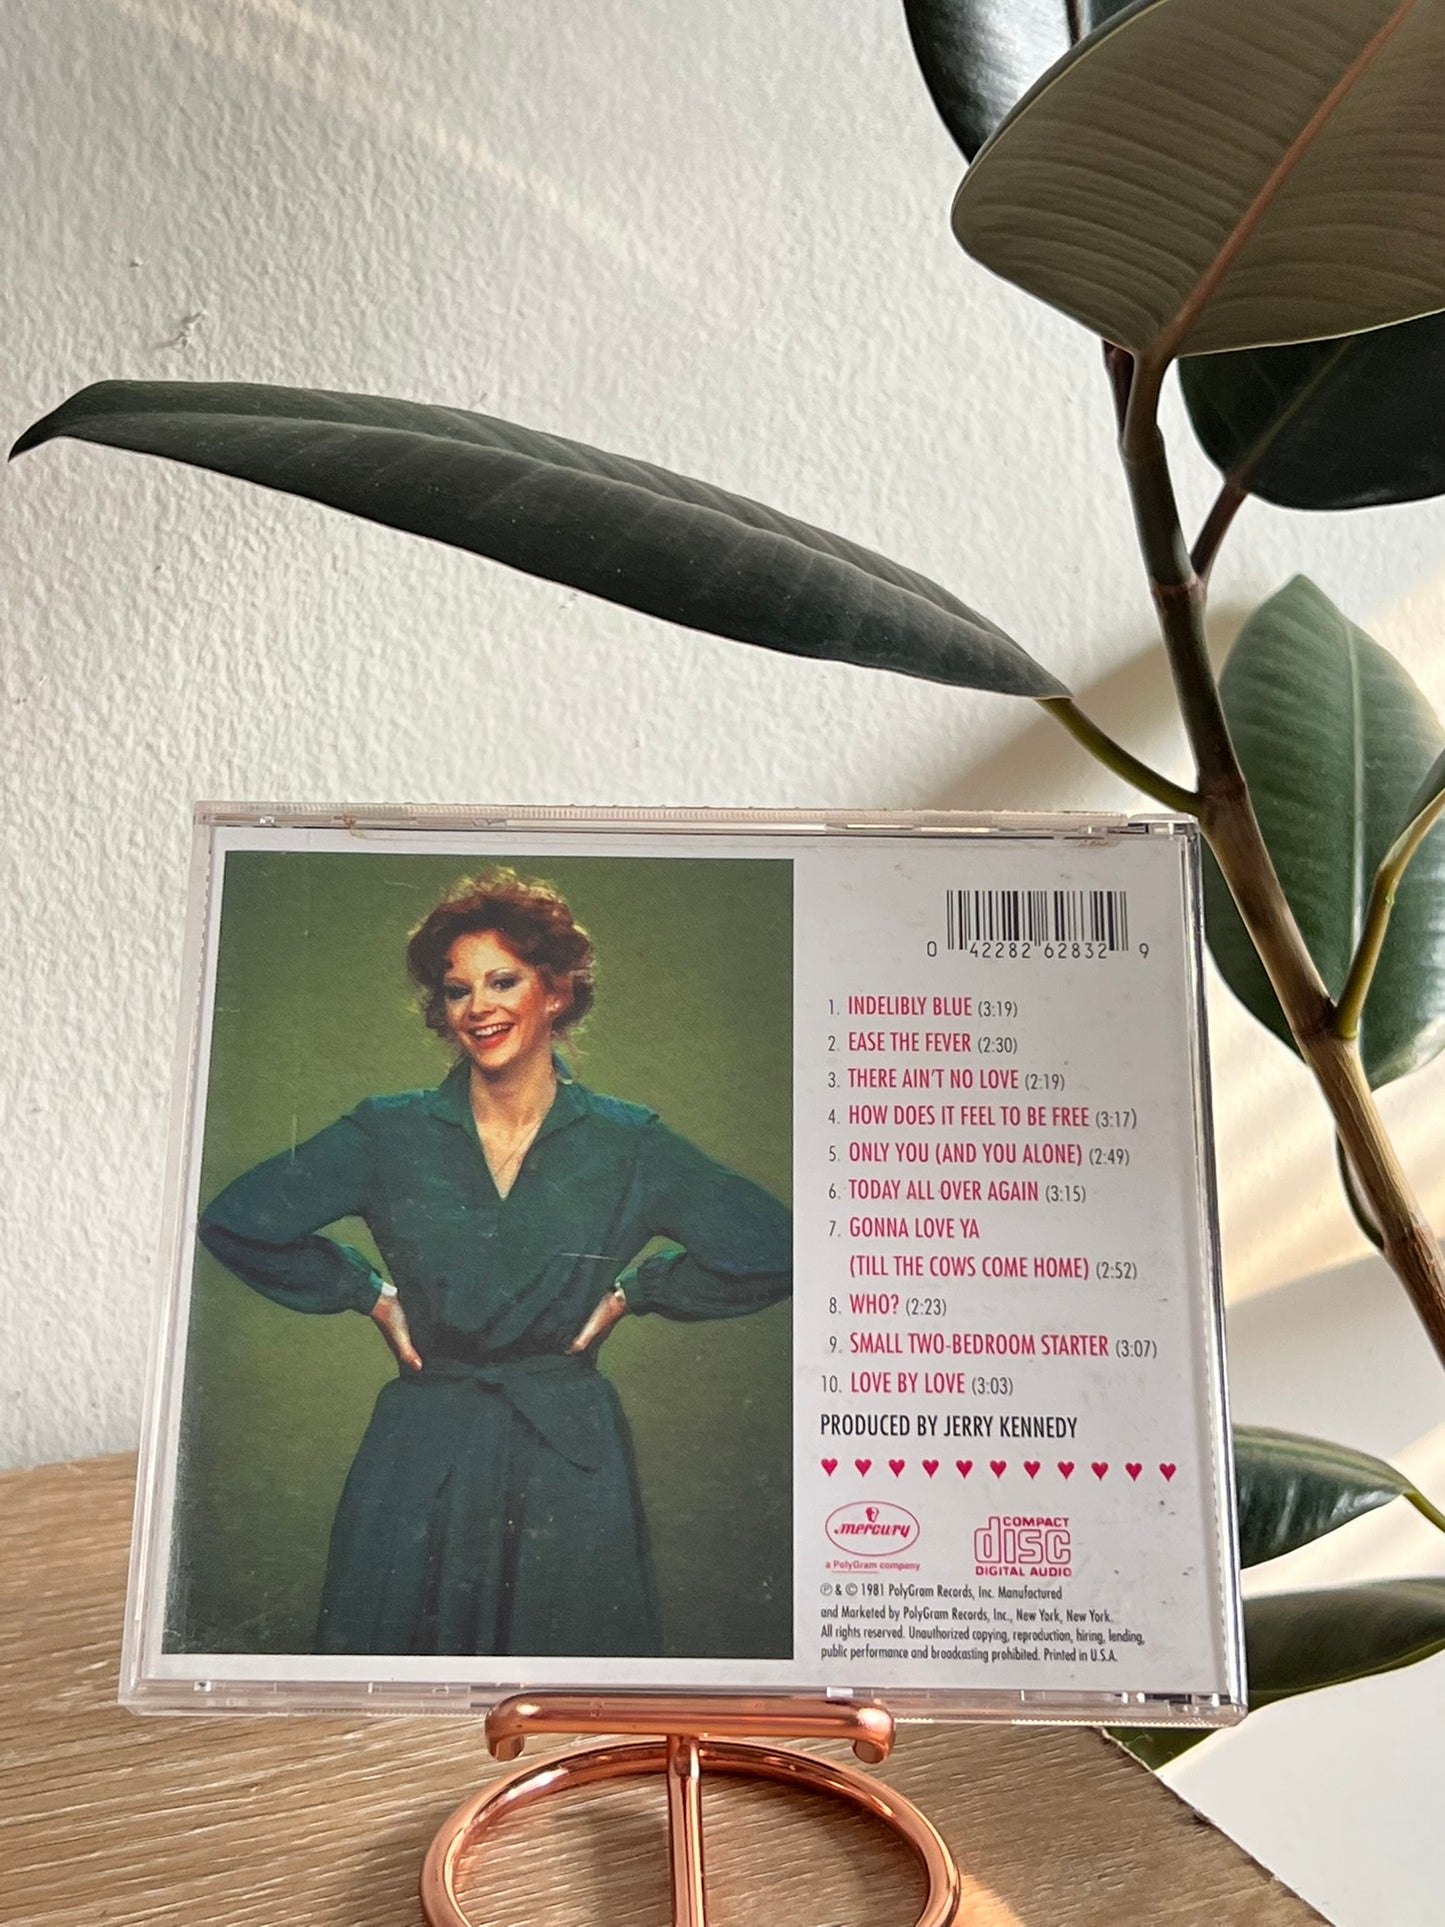 0 42282 62832 9
1. INDELIBLY BLUE (3:19)
2. EASE THE FEVER (2:30)
3. THERE AIN'T NO LOVE (2:19)
4. HOW DOES IT FEEL TO BE FREE (3:17)
5. ONLY YOU (AND YOU ALONE) (2:49)
6. TODAY ALL OVER AGAIN (3:15)
7. GONNA LOVE YA
(TILL THE COWS COME HOME) (2:52)
8. WHO? (2:23)
9. SMALL TWO-BEDROOM STARTER (3:07)
10. LOVE BY LOVE (3:03)
PRODUCED BY JERRY KENNEDY
mercury
a PolyGram company
COMPACT
disc
DIGITAL AUDIO
℗ & © 1981 PolyGram Records, Inc. Manufactured
and Marketed by PolyGram Records, Inc., New York, New York.
All rights reserved. Unauthorized copying, reproduction, hiring, lending,
public performance and broadcasting prohibited. Printed in U.S.A.